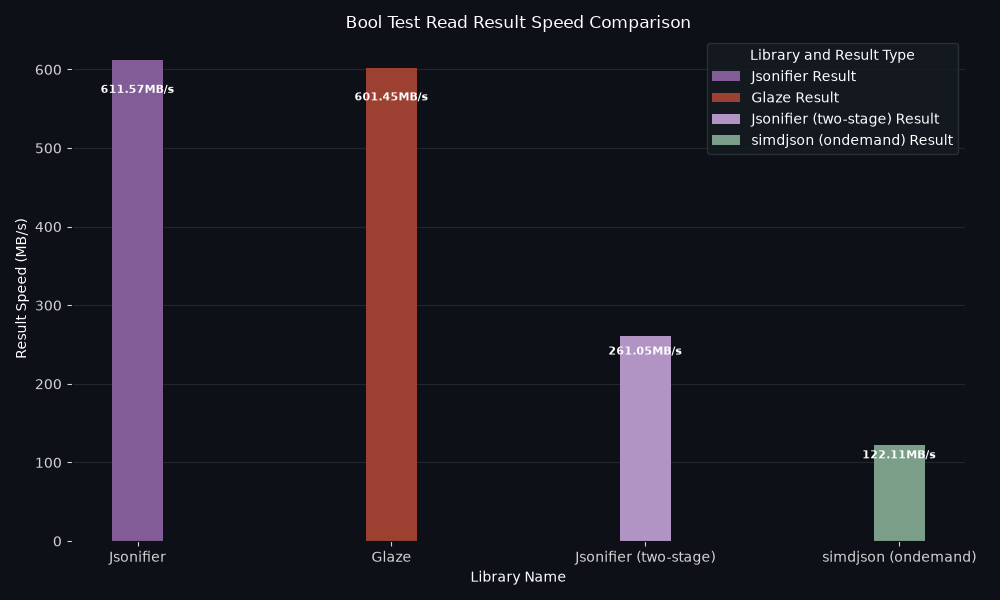 Bool Test Read Result Speed Comparison
Library and Result Type
Jsonifier Result
Glaze Result
Jsonifier (two-stage) Result
simdjson (ondemand) Result
Result Speed (MB/s)
600
500
400
300
200
100
0
611.57MB/s
601.45MB/s
261.05MB/s
122.11MB/s
Jsonifier
Glaze
Jsonifier (two-stage)
simdjson (ondemand)
Library Name